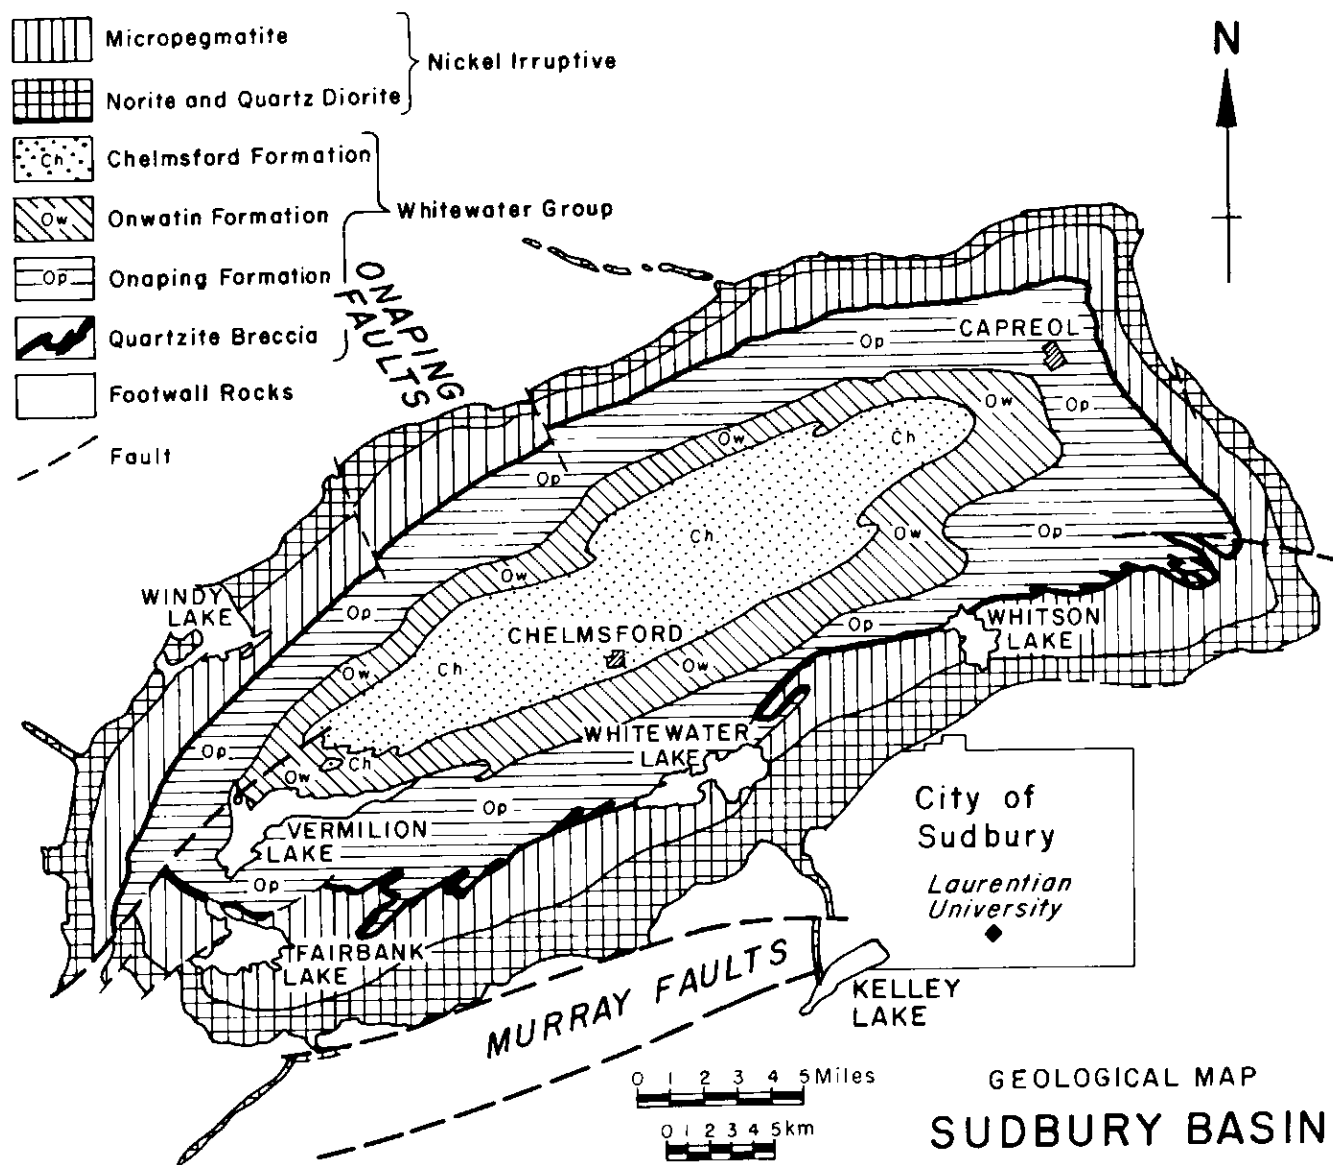 Micropegmatite
Nickel Irruptive
Norite and Quartz Diorite
Ch Chelmsford Formation
Ow Onwatin Formation
Whitewater Group
Op Onaping Formation
Quartzite Breccia
Footwall Rocks
Fault
N
ONAPING
FAULTS
CAPREOL
Op
Op
Ow
Ow
Ch
Op
Ch
Ow
Op
Ow
WINDY
LAKE
Op
CHELMSFORD
Op
WHITSON
LAKE
Ow
Ch
Ow
WHITEWATER
LAKE
Op
Ow
Ch
Op
VERMILION
LAKE
Op
City of
Sudbury
Laurentian
University
FAIRBANK
LAKE
MURRAY FAULTS
KELLEY
LAKE
0 1 2 3 4 5 Miles
0 1 2 3 4 5 km
GEOLOGICAL MAP
SUDBURY BASIN